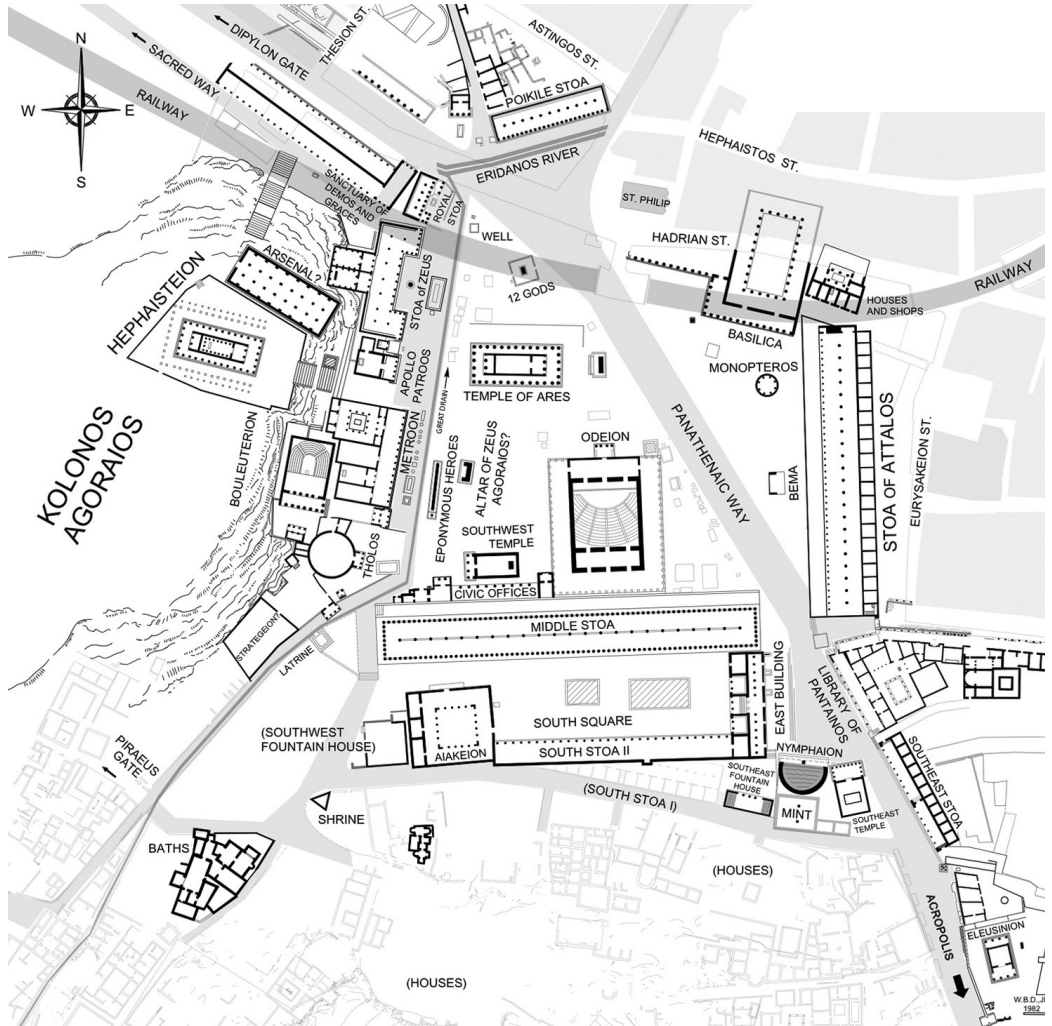 N
W
E
S
THESION ST.
DIPYLON GATE
SACRED WAY
RAILWAY
ASTINGOS ST.
POIKILE STOA
ERIDANOS RIVER
HEPHAISTOS ST.
ST. PHILIP
HADRIAN ST.
SANCTUARY OF
DEMOS AND
GRACES
ROYAL
STOA
WELL
12 GODS
RAILWAY
HOUSES
AND SHOPS
BASILICA
ARSENAL?
HEPHAISTEION
STOA of ZEUS
MONOPTEROS
APOLLO
PATROOS
GREAT DRAIN
TEMPLE OF ARES
PANATHENAIC WAY
STOA OF ATTALOS
EURYSAKEION ST.
KOLONOS
AGORAIOS
BOULEUTERION
METROON
EPONYMOUS HEROES
ALTAR OF ZEUS
AGORAIOS?
ODEION
BEMA
SOUTHWEST
TEMPLE
THOLOS
CIVIC OFFICES
MIDDLE STOA
STRATEGEION?
LATRINE
LIBRARY OF
PANTAINOS
EAST BUILDING
SOUTH SQUARE
(SOUTHWEST
FOUNTAIN HOUSE)
AIAKEION
SOUTH STOA II
NYMPHAION
PIRAEUS
GATE
SOUTHEAST
FOUNTAIN
HOUSE
(SOUTH STOA I)
MINT
SOUTHEAST
TEMPLE
SOUTHEAST STOA
SHRINE
BATHS
(HOUSES)
ACROPOLIS
ELEUSINION
(HOUSES)
1982